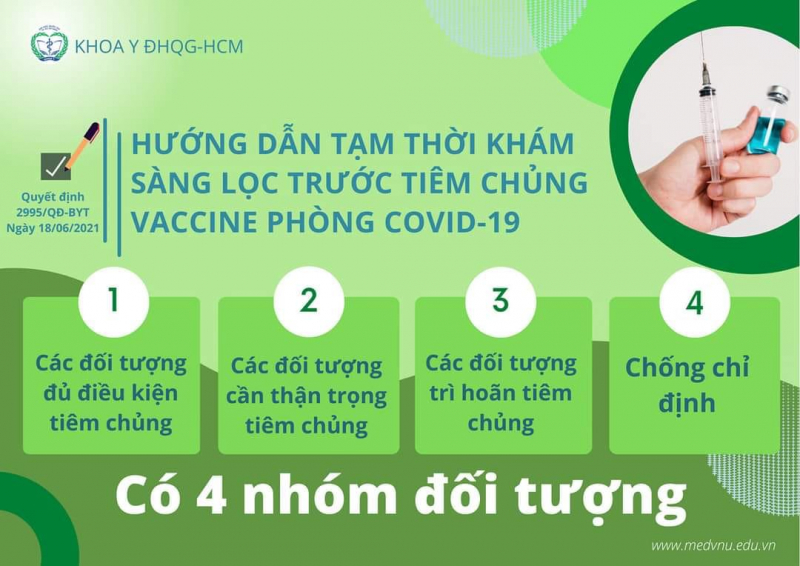 KHOA Y ĐHQG-HCM
Quyết định
2995/QĐ-BYT
Ngày 18/06/2021
HƯỚNG DẪN TẠM THỜI KHÁM
SÀNG LỌC TRƯỚC TIÊM CHỦNG
VACCINE PHÒNG COVID-19
1
Các đối tượng
đủ điều kiện
tiêm chủng
2
Các đối tượng
cần thận trọng
tiêm chủng
3
Các đối tượng
trì hoãn tiêm
chủng
4
Chống chỉ
định
Có 4 nhóm đối tượng
www.medvnu.edu.vn